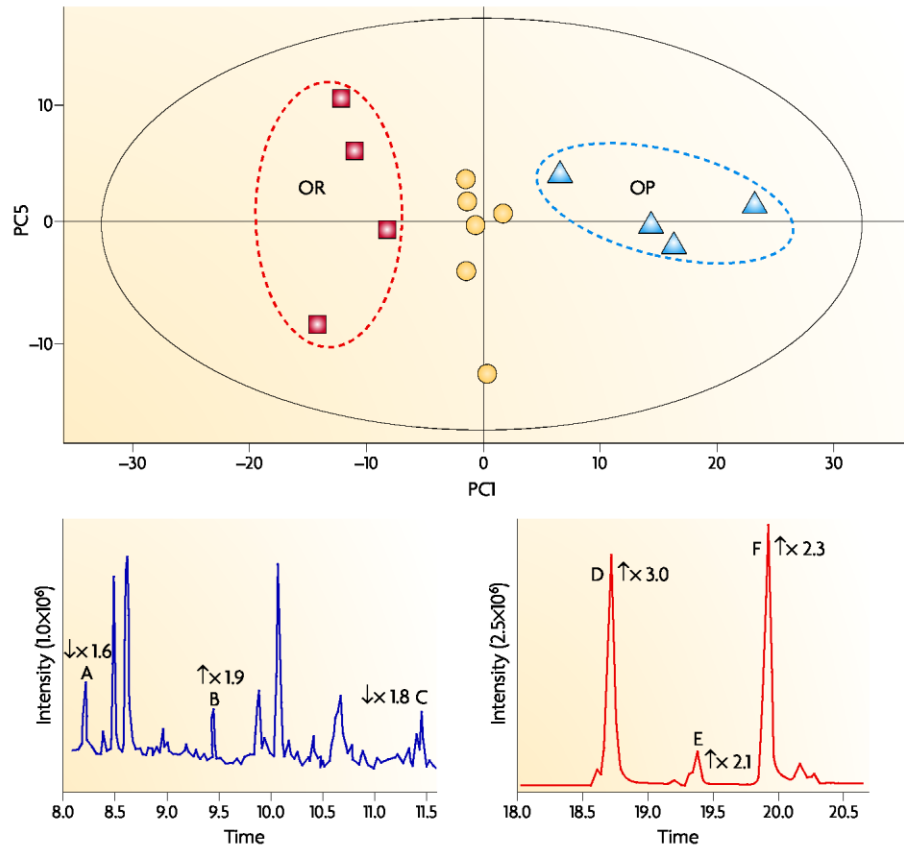 10
0
−10
PC5
OR
OP
−30
−20
−10
0
10
20
30
PC1
Intensity (1.0×10⁶)
↓× 1.6
A
↑× 1.9
B
↓× 1.8 C
8.0
8.5
9.0
9.5
10.0
10.5
11.0
11.5
Time
Intensity (2.5×10⁶)
D ↑× 3.0
E
↑× 2.1
F ↑× 2.3
18.0
18.5
19.0
19.5
20.0
20.5
Time